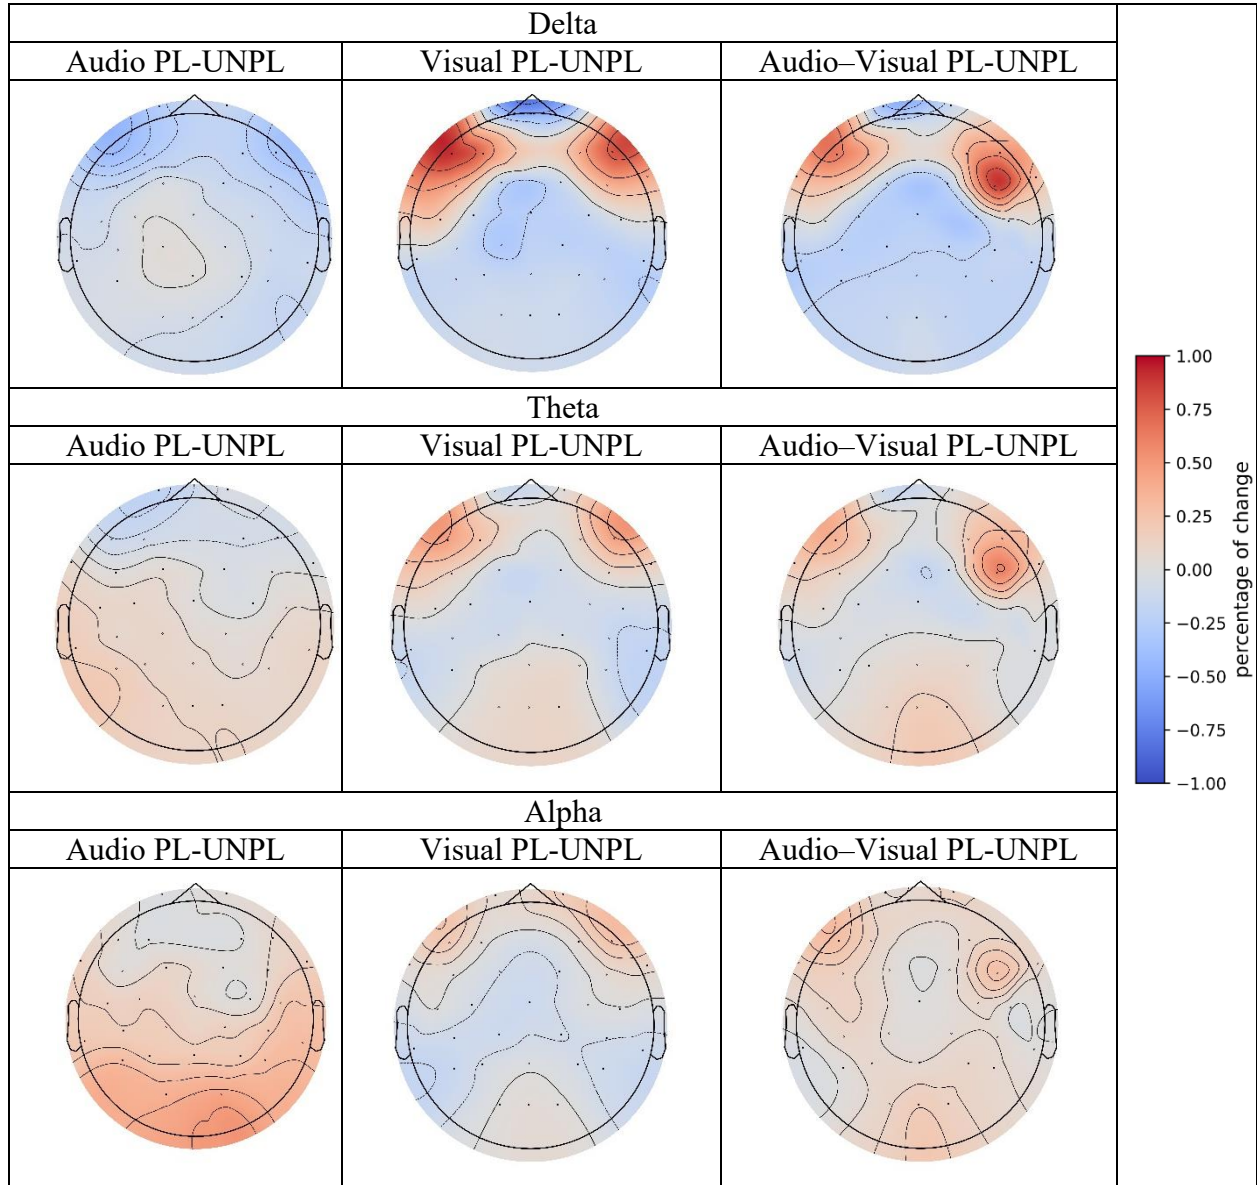 Delta
Audio PL-UNPL
Visual PL-UNPL
Audio–Visual PL-UNPL
Theta
Audio PL-UNPL
Visual PL-UNPL
Audio–Visual PL-UNPL
Alpha
Audio PL-UNPL
Visual PL-UNPL
Audio–Visual PL-UNPL
1.00
0.75
0.50
0.25
0.00
−0.25
−0.50
−0.75
−1.00
percentage of change